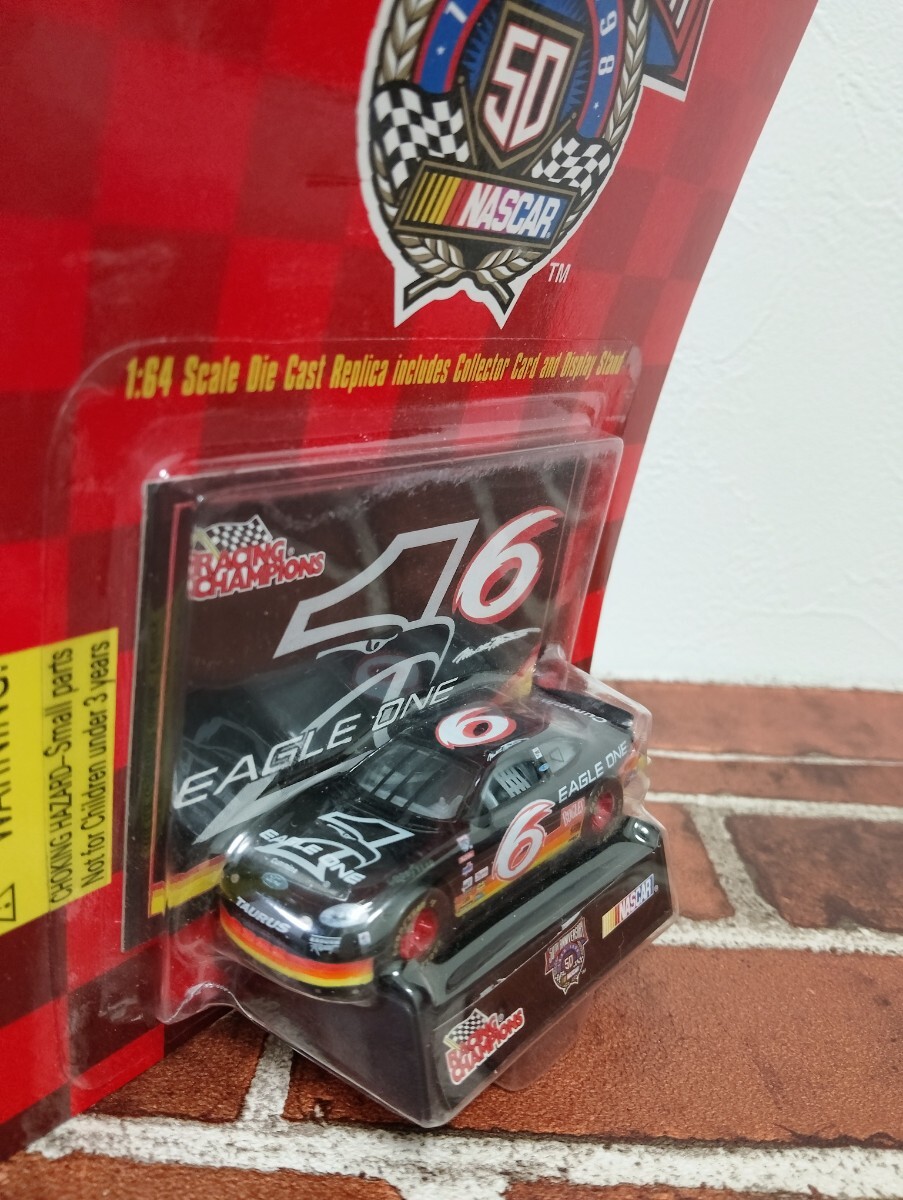 50
NASCAR
TM
1:64 Scale Die Cast Replica includes Collector Card and Display Stand
RACING
CHAMPIONS
6
EAGLE ONE
CHOKING HAZARD-Small parts
Not for Children under 3 years
6
EAGLE ONE
6
EAGLE ONE
TAURUS
NASCAR
50
RACING
CHAMPIONS